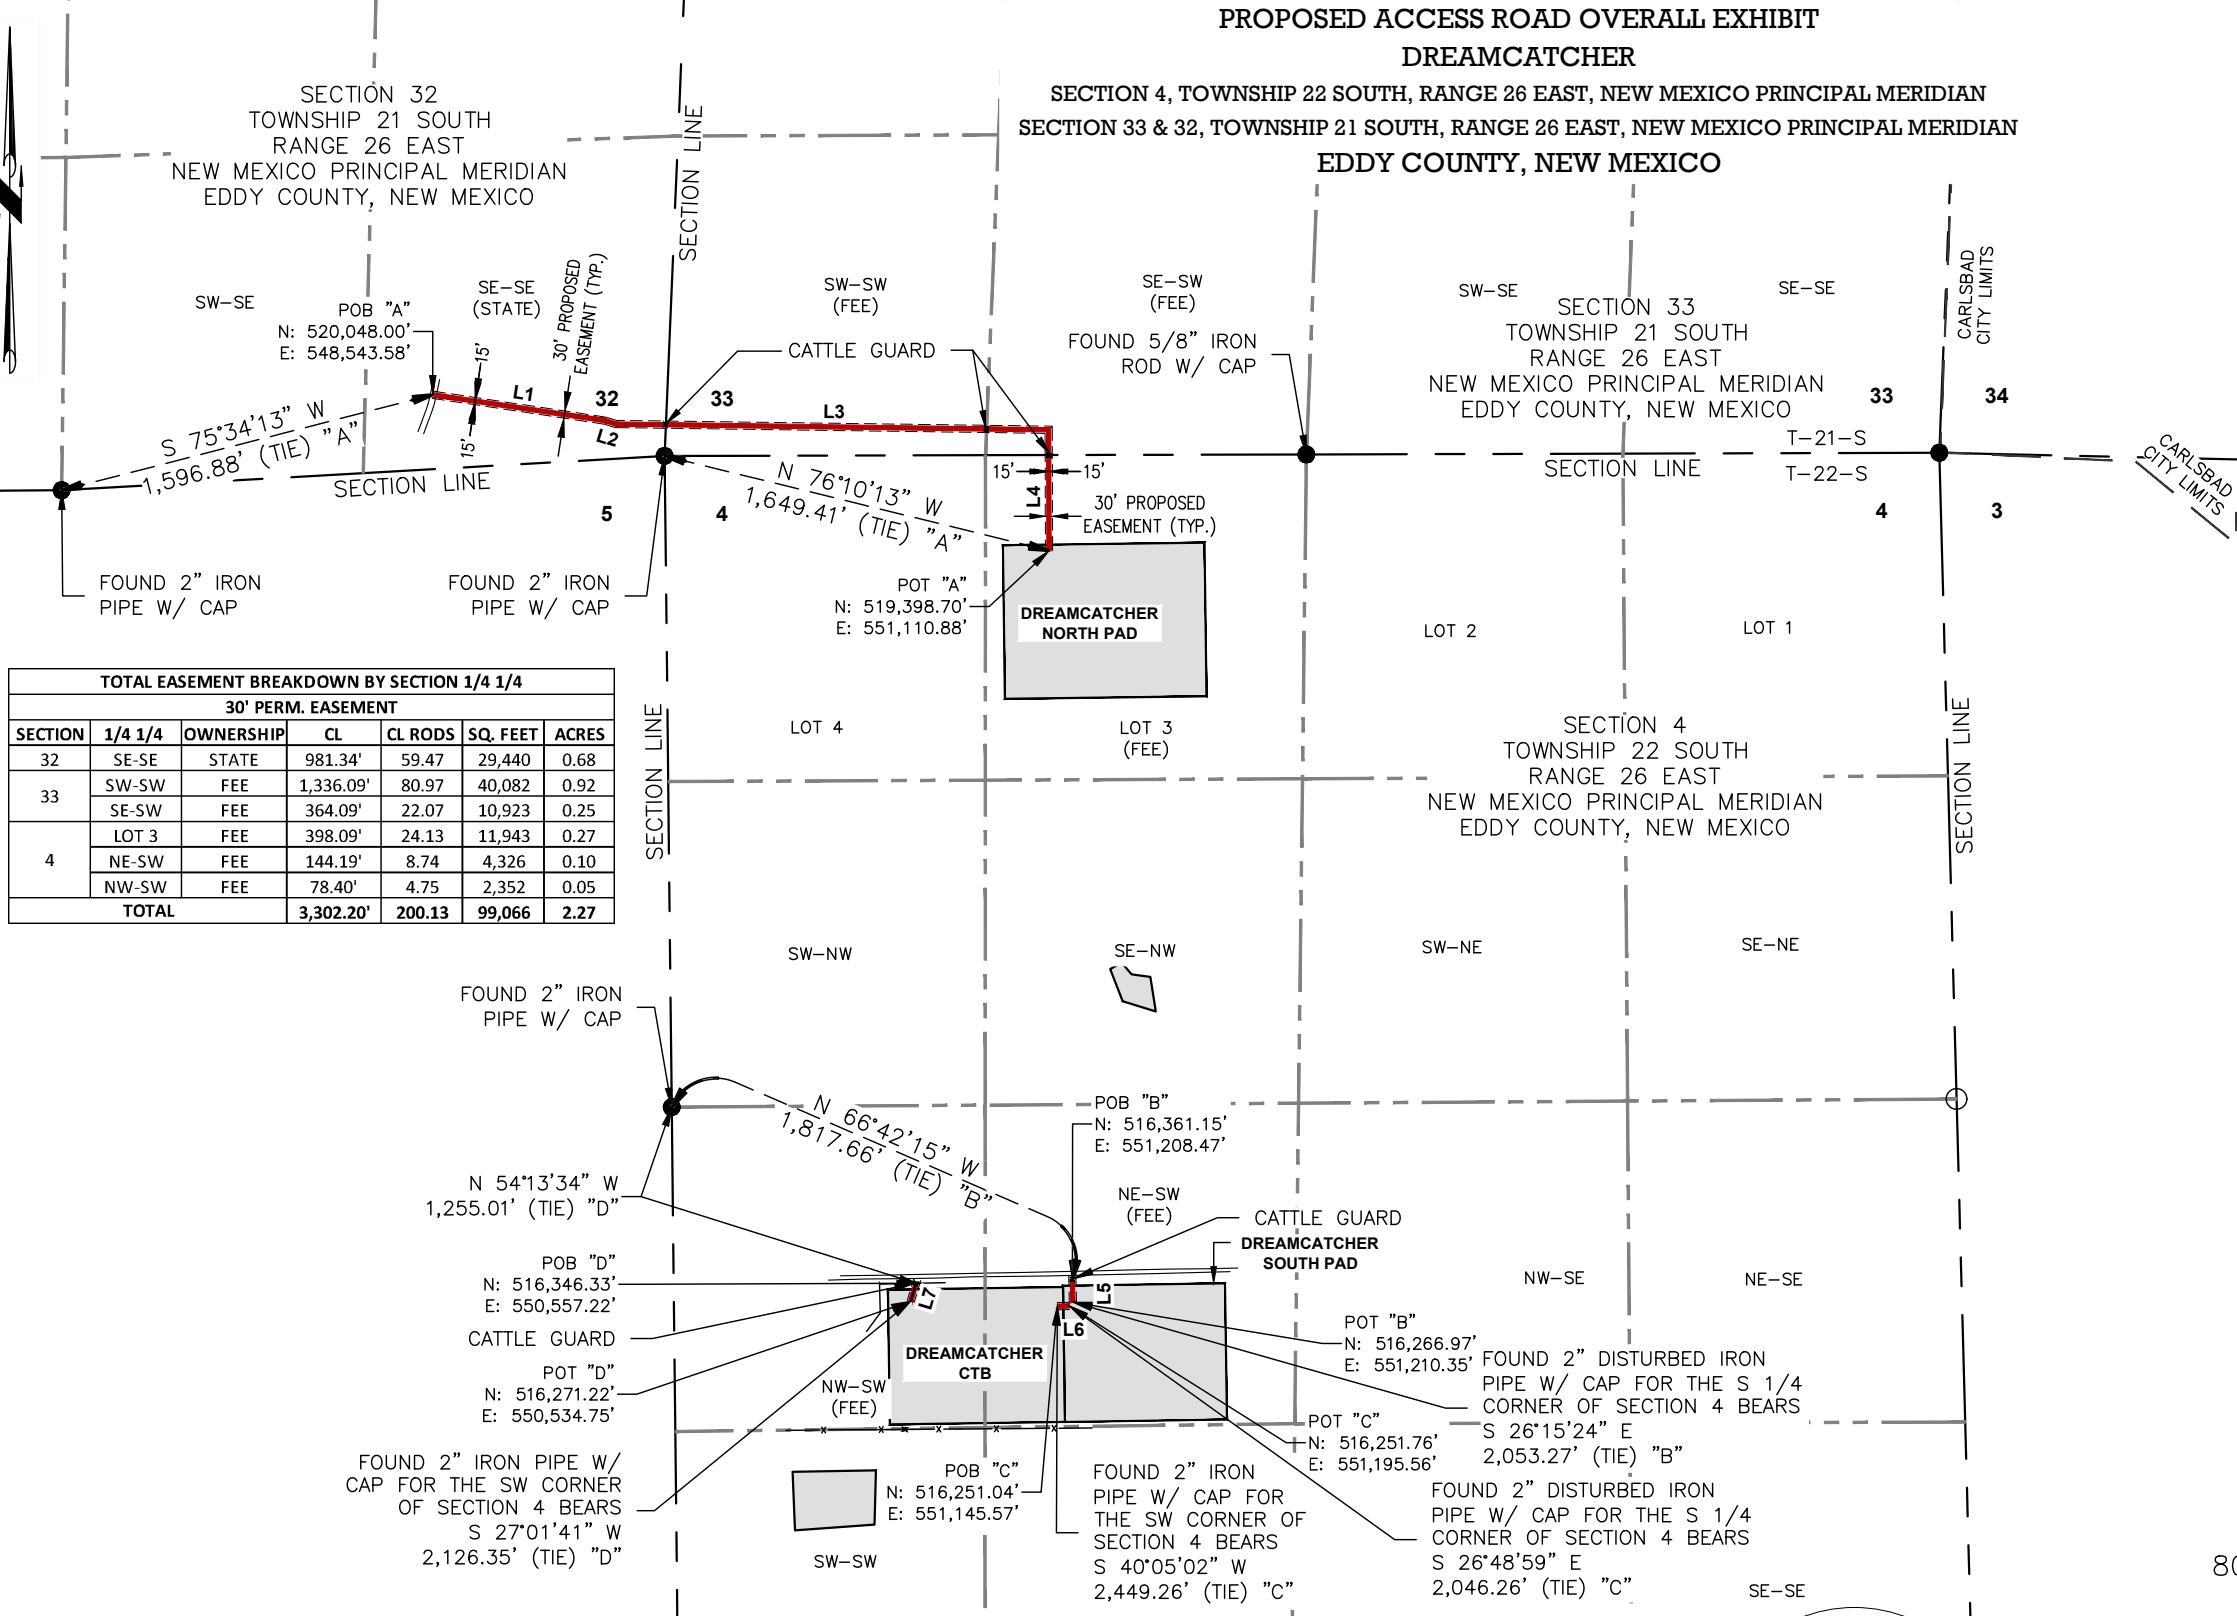 PROPOSED ACCESS ROAD OVERALL EXHIBIT
DREAMCATCHER
SECTION 4, TOWNSHIP 22 SOUTH, RANGE 26 EAST, NEW MEXICO PRINCIPAL MERIDIAN
SECTION 33 & 32, TOWNSHIP 21 SOUTH, RANGE 26 EAST, NEW MEXICO PRINCIPAL MERIDIAN
EDDY COUNTY, NEW MEXICO
SECTION 32
TOWNSHIP 21 SOUTH
RANGE 26 EAST
NEW MEXICO PRINCIPAL MERIDIAN
EDDY COUNTY, NEW MEXICO
SECTION LINE
SW-SE
POB "A"
N: 520,048.00'
E: 548,543.58'
SE-SE
(STATE)
30' PROPOSED
EASEMENT (TYP.)
15'
15'
L1
L2
32
33
L3
SW-SW
(FEE)
CATTLE GUARD
SE-SW
(FEE)
FOUND 5/8" IRON
ROD W/ CAP
SW-SE
SECTION 33
TOWNSHIP 21 SOUTH
RANGE 26 EAST
NEW MEXICO PRINCIPAL MERIDIAN
EDDY COUNTY, NEW MEXICO
SE-SE
CARLSBAD
CITY LIMITS
33
34
T-21-S
T-22-S
SECTION LINE
CARLSBAD
CITY LIMITS
4
3
S 75°34'13" W
1,596.88' (TIE) "A"
SECTION LINE
5
4
N 76°10'13" W
1,649.41' (TIE) "A"
15'
15'
L4
30' PROPOSED
EASEMENT (TYP.)
FOUND 2" IRON
PIPE W/ CAP
FOUND 2" IRON
PIPE W/ CAP
POT "A"
N: 519,398.70'
E: 551,110.88'
DREAMCATCHER
NORTH PAD
LOT 2
LOT 1
TOTAL EASEMENT BREAKDOWN BY SECTION 1/4 1/4
30' PERM. EASEMENT
SECTION 1/4 1/4 OWNERSHIP CL CL RODS SQ. FEET ACRES
32 SE-SE STATE 981.34' 59.47 29,440 0.68
33 SW-SW FEE 1,336.09' 80.97 40,082 0.92
SE-SW FEE 364.09' 22.07 10,923 0.25
4 LOT 3 FEE 398.09' 24.13 11,943 0.27
NE-SW FEE 144.19' 8.74 4,326 0.10
NW-SW FEE 78.40' 4.75 2,352 0.05
TOTAL 3,302.20' 200.13 99,066 2.27
SECTION LINE
LOT 4
LOT 3
(FEE)
SECTION 4
TOWNSHIP 22 SOUTH
RANGE 26 EAST
NEW MEXICO PRINCIPAL MERIDIAN
EDDY COUNTY, NEW MEXICO
SECTION LINE
SW-NW
SE-NW
SW-NE
SE-NE
FOUND 2" IRON
PIPE W/ CAP
N 66°42'15" W
1,817.66' (TIE) "B"
POB "B"
N: 516,361.15'
E: 551,208.47'
N 54°13'34" W
1,255.01' (TIE) "D"
NE-SW
(FEE)
CATTLE GUARD
DREAMCATCHER
SOUTH PAD
NW-SE
NE-SE
POB "D"
N: 516,346.33'
E: 550,557.22'
CATTLE GUARD
POT "D"
N: 516,271.22'
E: 550,534.75'
L7
L5
L6
DREAMCATCHER
CTB
NW-SW
(FEE)
POT "B"
N: 516,266.97'
E: 551,210.35'
FOUND 2" DISTURBED IRON
PIPE W/ CAP FOR THE S 1/4
CORNER OF SECTION 4 BEARS
S 26°15'24" E
2,053.27' (TIE) "B"
POT "C"
N: 516,251.76'
E: 551,195.56'
FOUND 2" IRON PIPE W/
CAP FOR THE SW CORNER
OF SECTION 4 BEARS
S 27°01'41" W
2,126.35' (TIE) "D"
POB "C"
N: 516,251.04'
E: 551,145.57'
SW-SW
FOUND 2" IRON
PIPE W/ CAP FOR
THE SW CORNER OF
SECTION 4 BEARS
S 40°05'02" W
2,449.26' (TIE) "C"
FOUND 2" DISTURBED IRON
PIPE W/ CAP FOR THE S 1/4
CORNER OF SECTION 4 BEARS
S 26°48'59" E
2,046.26' (TIE) "C"
SE-SE